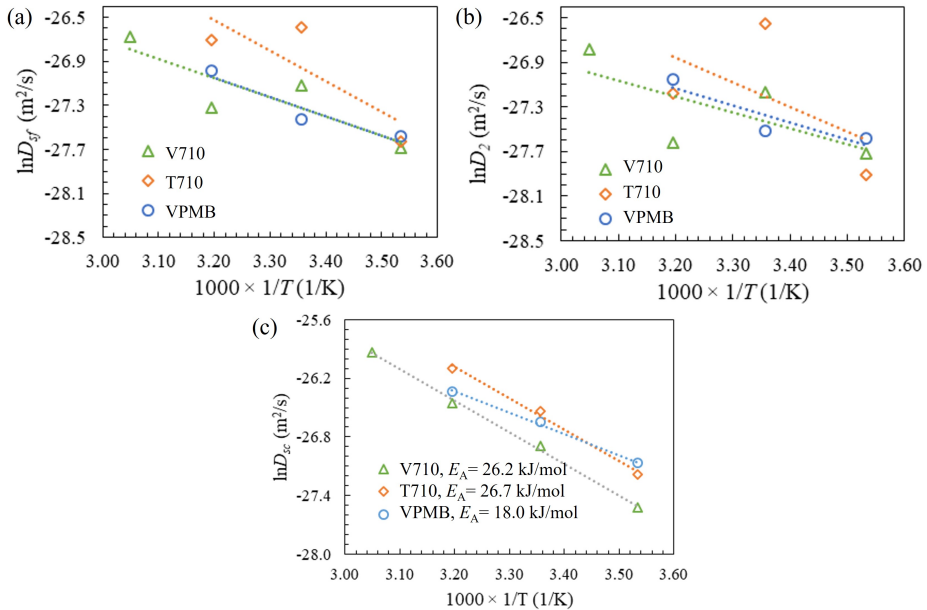 (a)
-26.5
-26.9
-27.3
-27.7
-28.1
-28.5
lnDsf (m²/s)
V710
T710
VPMB
3.00 3.10 3.20 3.30 3.40 3.50 3.60
1000 × 1/T (1/K)
(b)
-26.5
-26.9
-27.3
-27.7
-28.1
-28.5
lnD2 (m²/s)
V710
T710
VPMB
3.00 3.10 3.20 3.30 3.40 3.50 3.60
1000 × 1/T (1/K)
(c)
-25.6
-26.2
-26.8
-27.4
-28.0
lnDsc (m²/s)
V710, EA= 26.2 kJ/mol
T710, EA= 26.7 kJ/mol
VPMB, EA= 18.0 kJ/mol
3.00 3.10 3.20 3.30 3.40 3.50 3.60
1000 × 1/T (1/K)